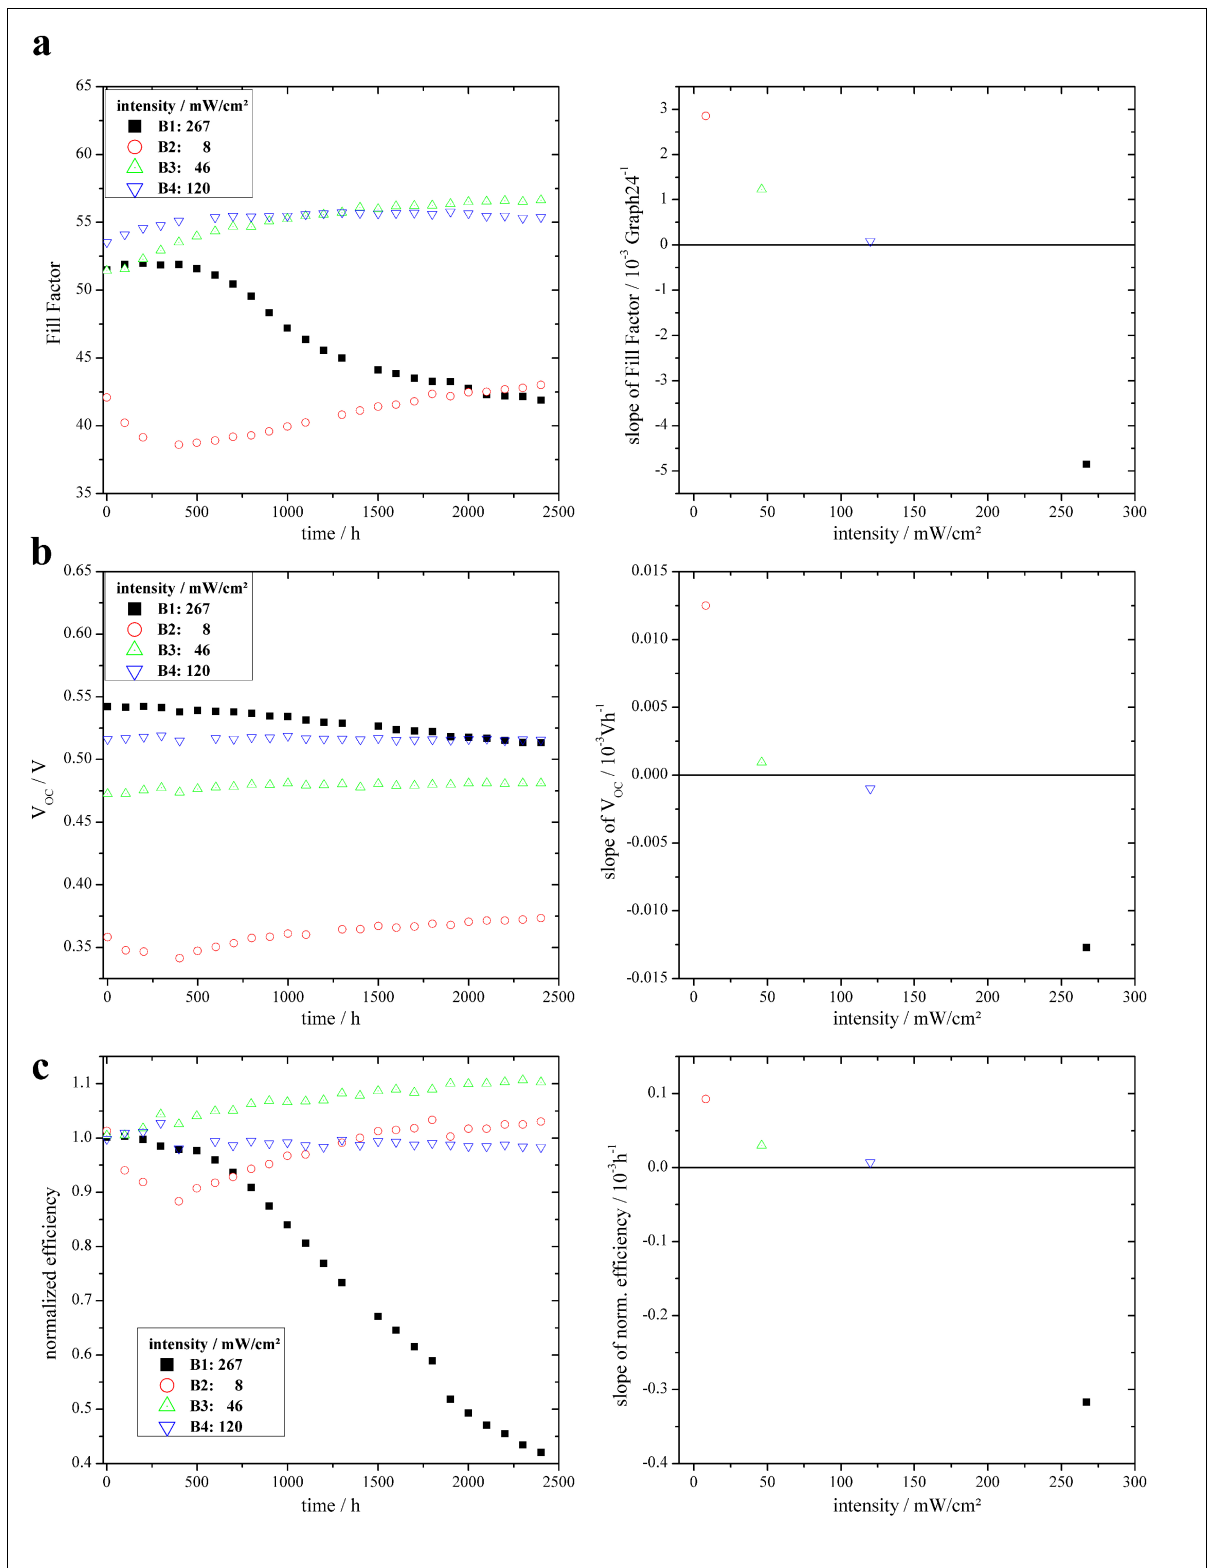 a
65
60
55
50
45
40
35
Fill Factor
intensity / mW/cm²
B1: 267
B2: 8
B3: 46
B4: 120
0 500 1000 1500 2000 2500
time / h
3
2
1
0
-1
-2
-3
-4
-5
slope of Fill Factor / 10⁻³ Graph24⁻¹
0 50 100 150 200 250 300
intensity / mW/cm²
b
0.65
0.60
0.55
0.50
0.45
0.40
0.35
V_OC / V
intensity / mW/cm²
B1: 267
B2: 8
B3: 46
B4: 120
0 500 1000 1500 2000 2500
time / h
0.015
0.010
0.005
0.000
-0.005
-0.010
-0.015
slope of V_OC / 10⁻³Vh⁻¹
0 50 100 150 200 250 300
intensity / mW/cm²
c
1.1
1.0
0.9
0.8
0.7
0.6
0.5
0.4
normalized efficiency
intensity / mW/cm²
B1: 267
B2: 8
B3: 46
B4: 120
0 500 1000 1500 2000 2500
time / h
0.1
0.0
-0.1
-0.2
-0.3
-0.4
slope of norm. efficiency / 10⁻³h⁻¹
0 50 100 150 200 250 300
intensity / mW/cm²